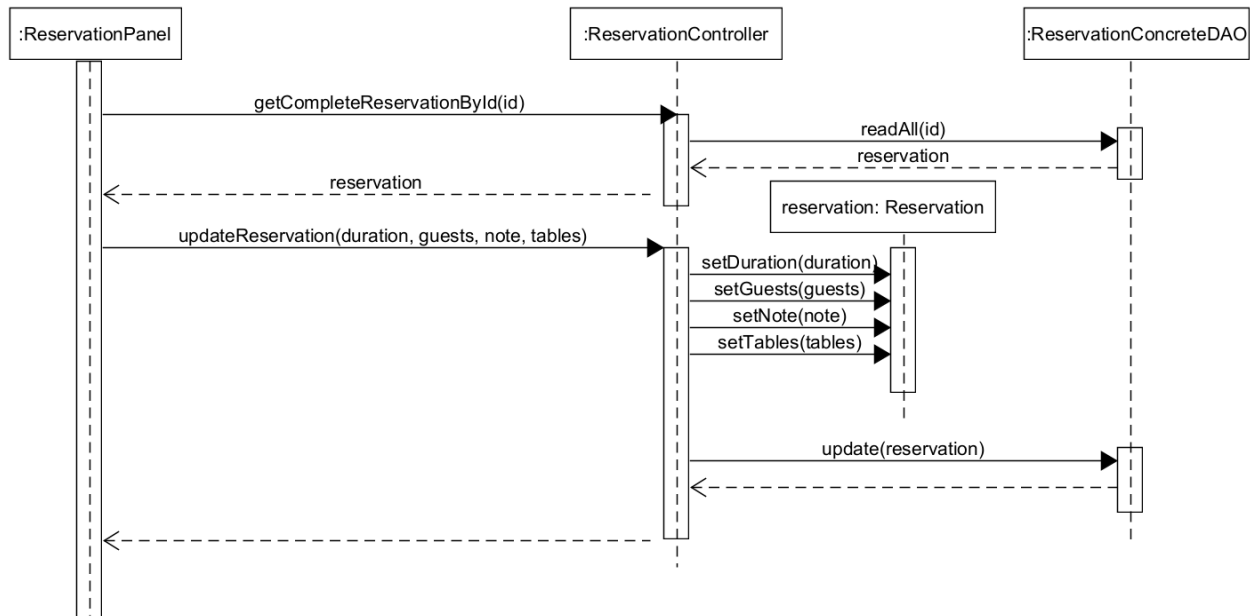 :ReservationPanel
:ReservationController
:ReservationConcreteDAO
getCompleteReservationById(id)
readAll(id)
reservation
reservation
reservation: Reservation
updateReservation(duration, guests, note, tables)
setDuration(duration)
setGuests(guests)
setNote(note)
setTables(tables)
update(reservation)